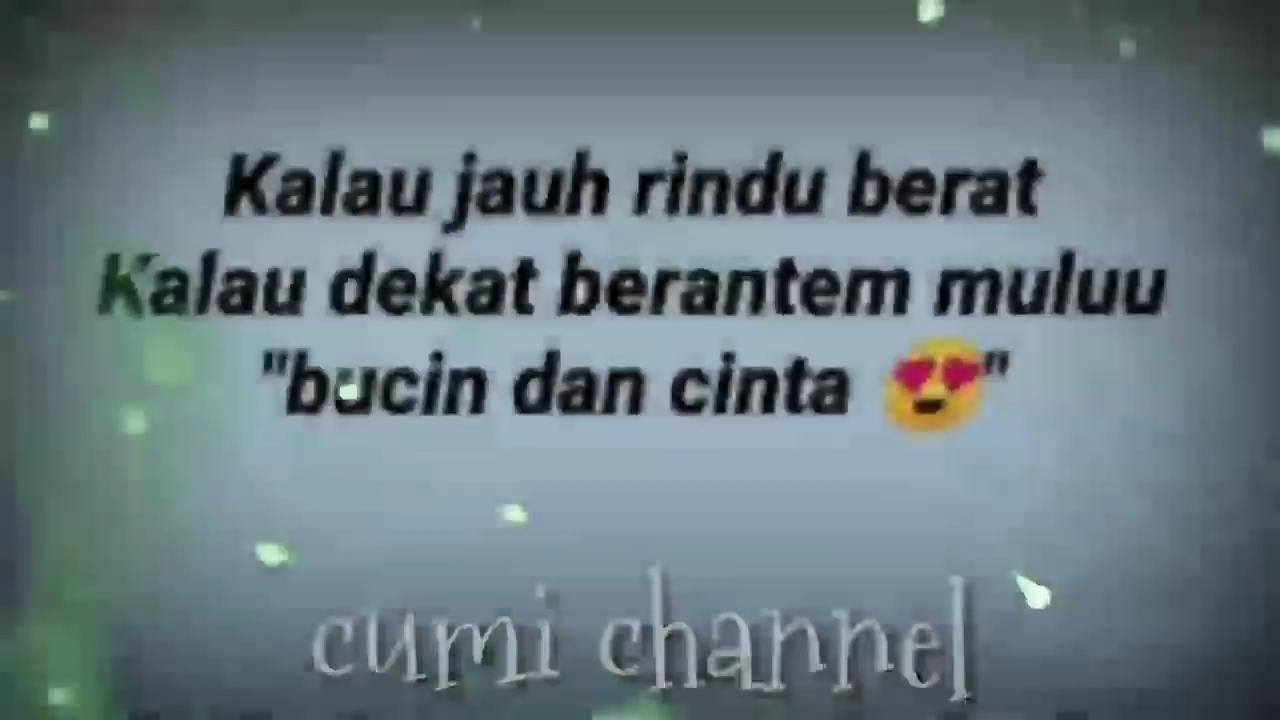 Kalau jauh rindu berat
Kalau dekat berantem muluu
"bucin dan cinta 😍"
cumi channel